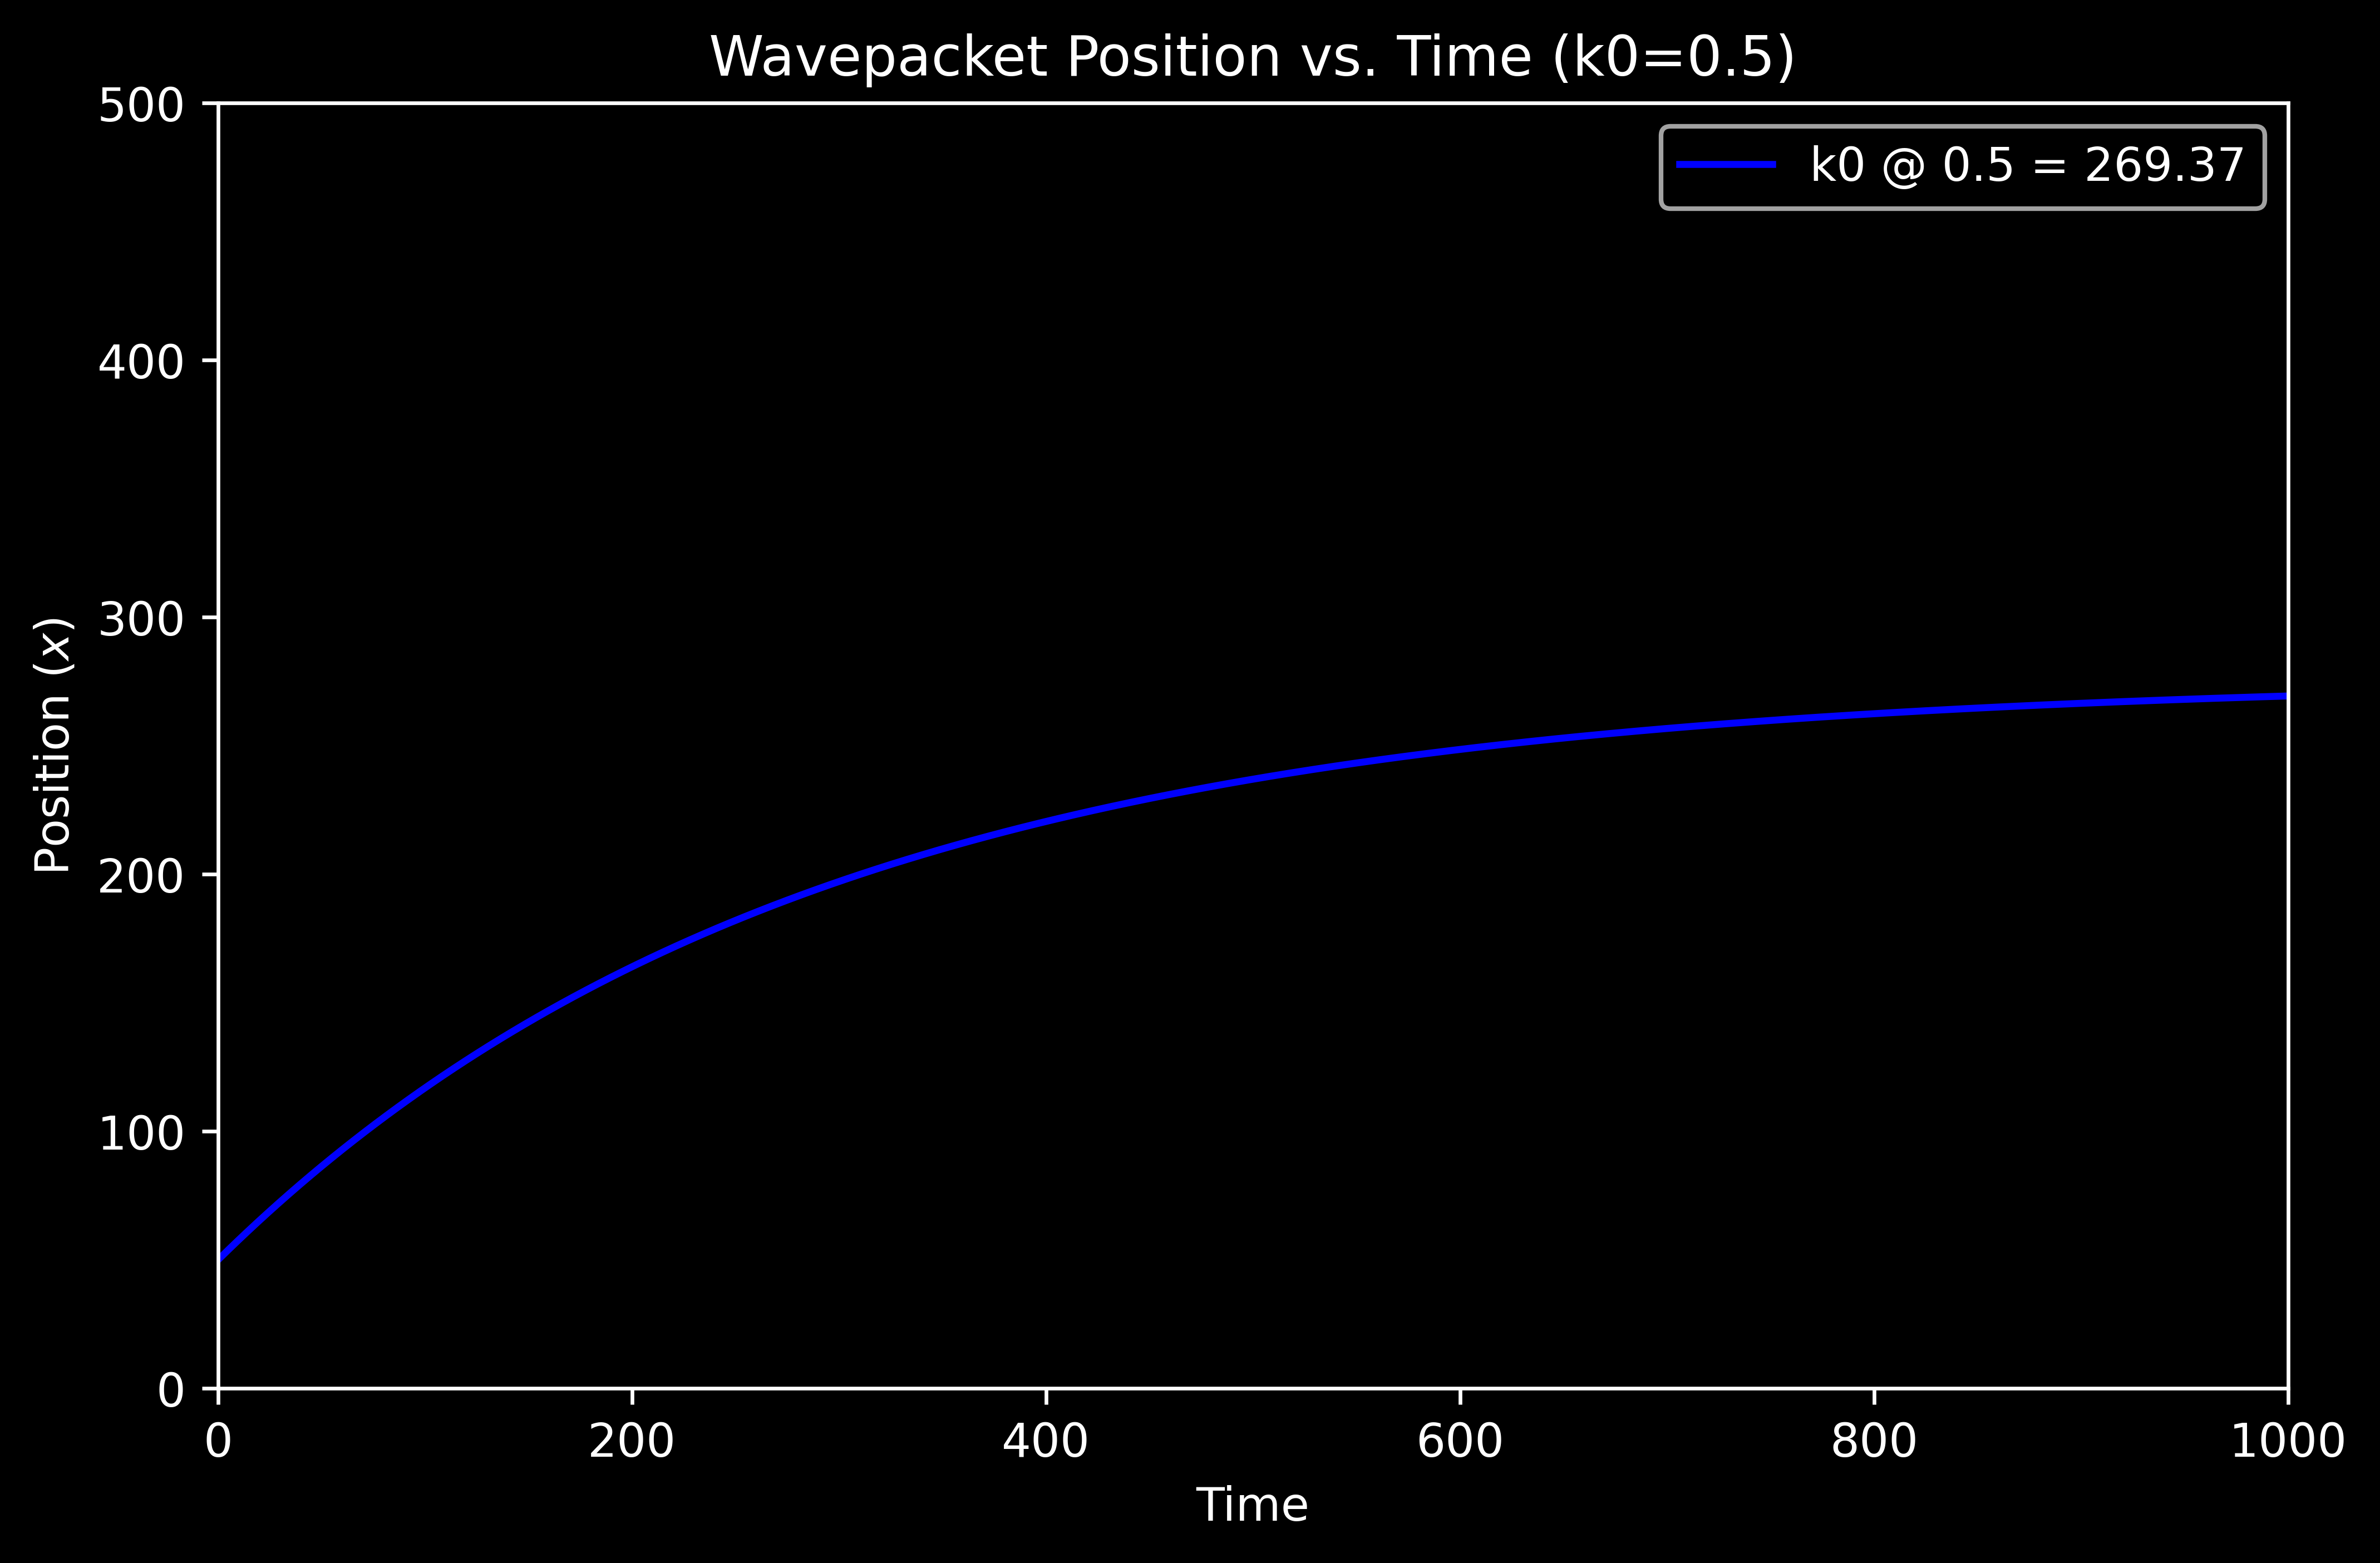 Wavepacket Position vs. Time (k0=0.5)
k0 @ 0.5 = 269.37
Position (x)
500
400
300
200
100
0
0 200 400 600 800 1000
Time